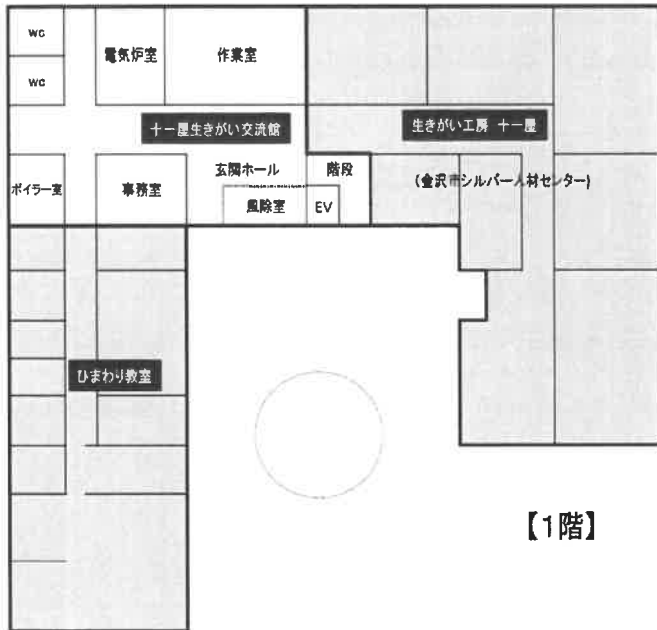 WC
電気炉室
作業室
WC
十一屋生きがい交流館
生きがい工房 十一屋
ボイラー室
事務室
玄関ホール
階段
(金沢市シルバー人材センター)
風除室
EV
ひまわり教室
【1階】